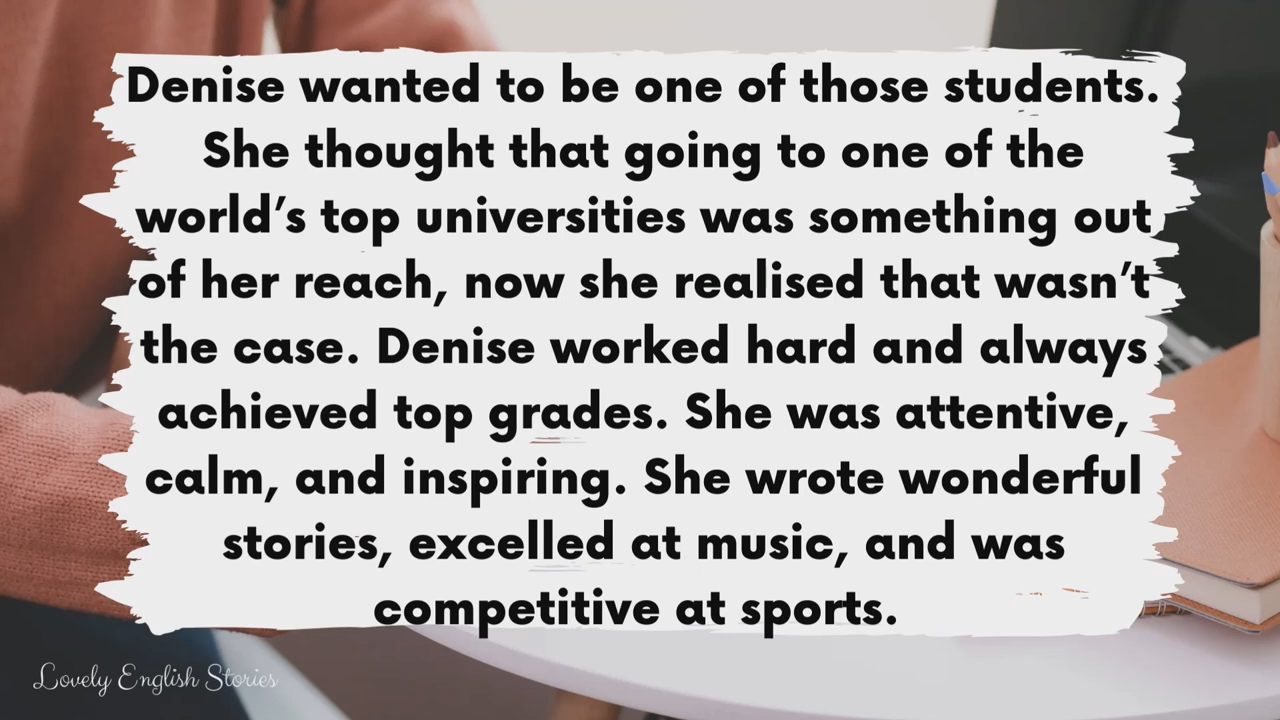 Denise wanted to be one of those students.
She thought that going to one of the
world’s top universities was something out
of her reach, now she realised that wasn’t
the case. Denise worked hard and always
achieved top grades. She was attentive,
calm, and inspiring. She wrote wonderful
stories, excelled at music, and was
competitive at sports.
Lovely English Stories